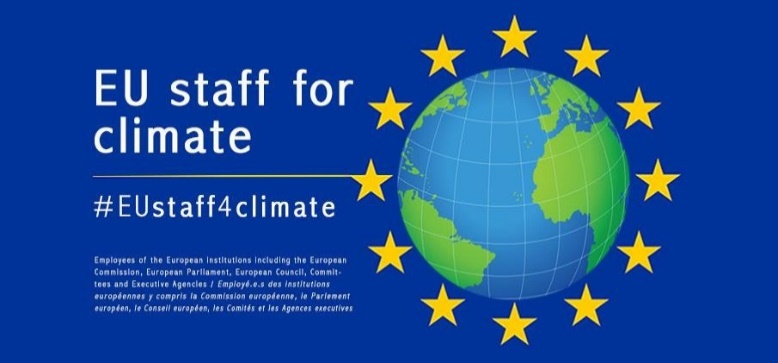 EU staff for
climate
#EUstaff4climate
Employees of the European Institutions including the European
Commission, European Parliament, European Council, Commit-
tees and Executive Agencies / Employé.e.s des Institutions
européennes y compris la Commission européenne, le Parlement
européen, le Conseil européen, les Comités et les Agences executives